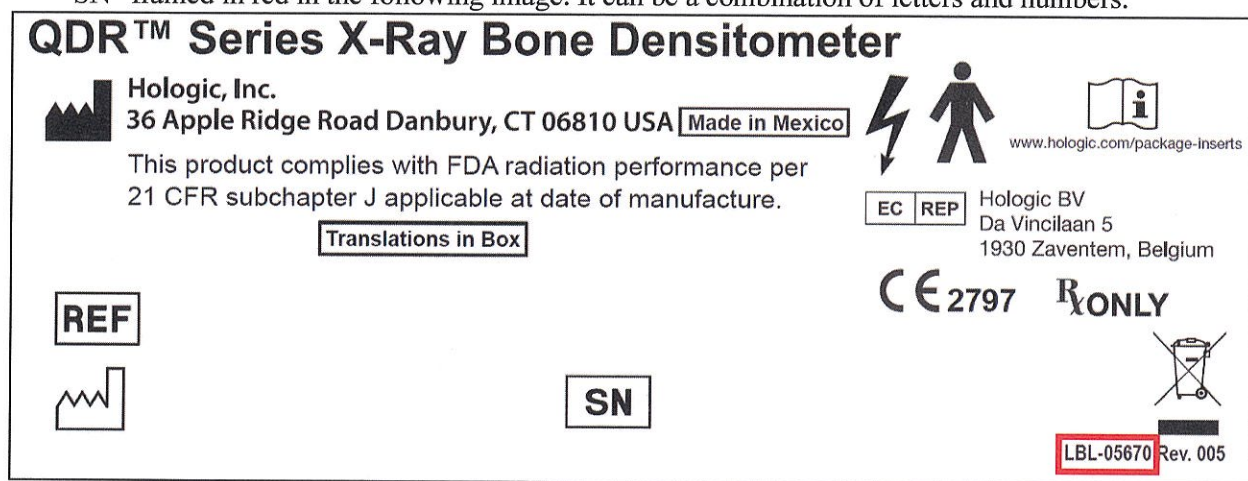 "SN" framed in red in the following image. It can be a combination of letters and numbers.
QDR™ Series X-Ray Bone Densitometer
Hologic, Inc.
36 Apple Ridge Road Danbury, CT 06810 USA Made in Mexico
This product complies with FDA radiation performance per
21 CFR subchapter J applicable at date of manufacture.
Translations in Box
www.hologic.com/package-inserts
EC REP
Hologic BV
Da Vincilaan 5
1930 Zaventem, Belgium
CE 2797
Rx ONLY
REF
SN
LBL-05670 Rev. 005